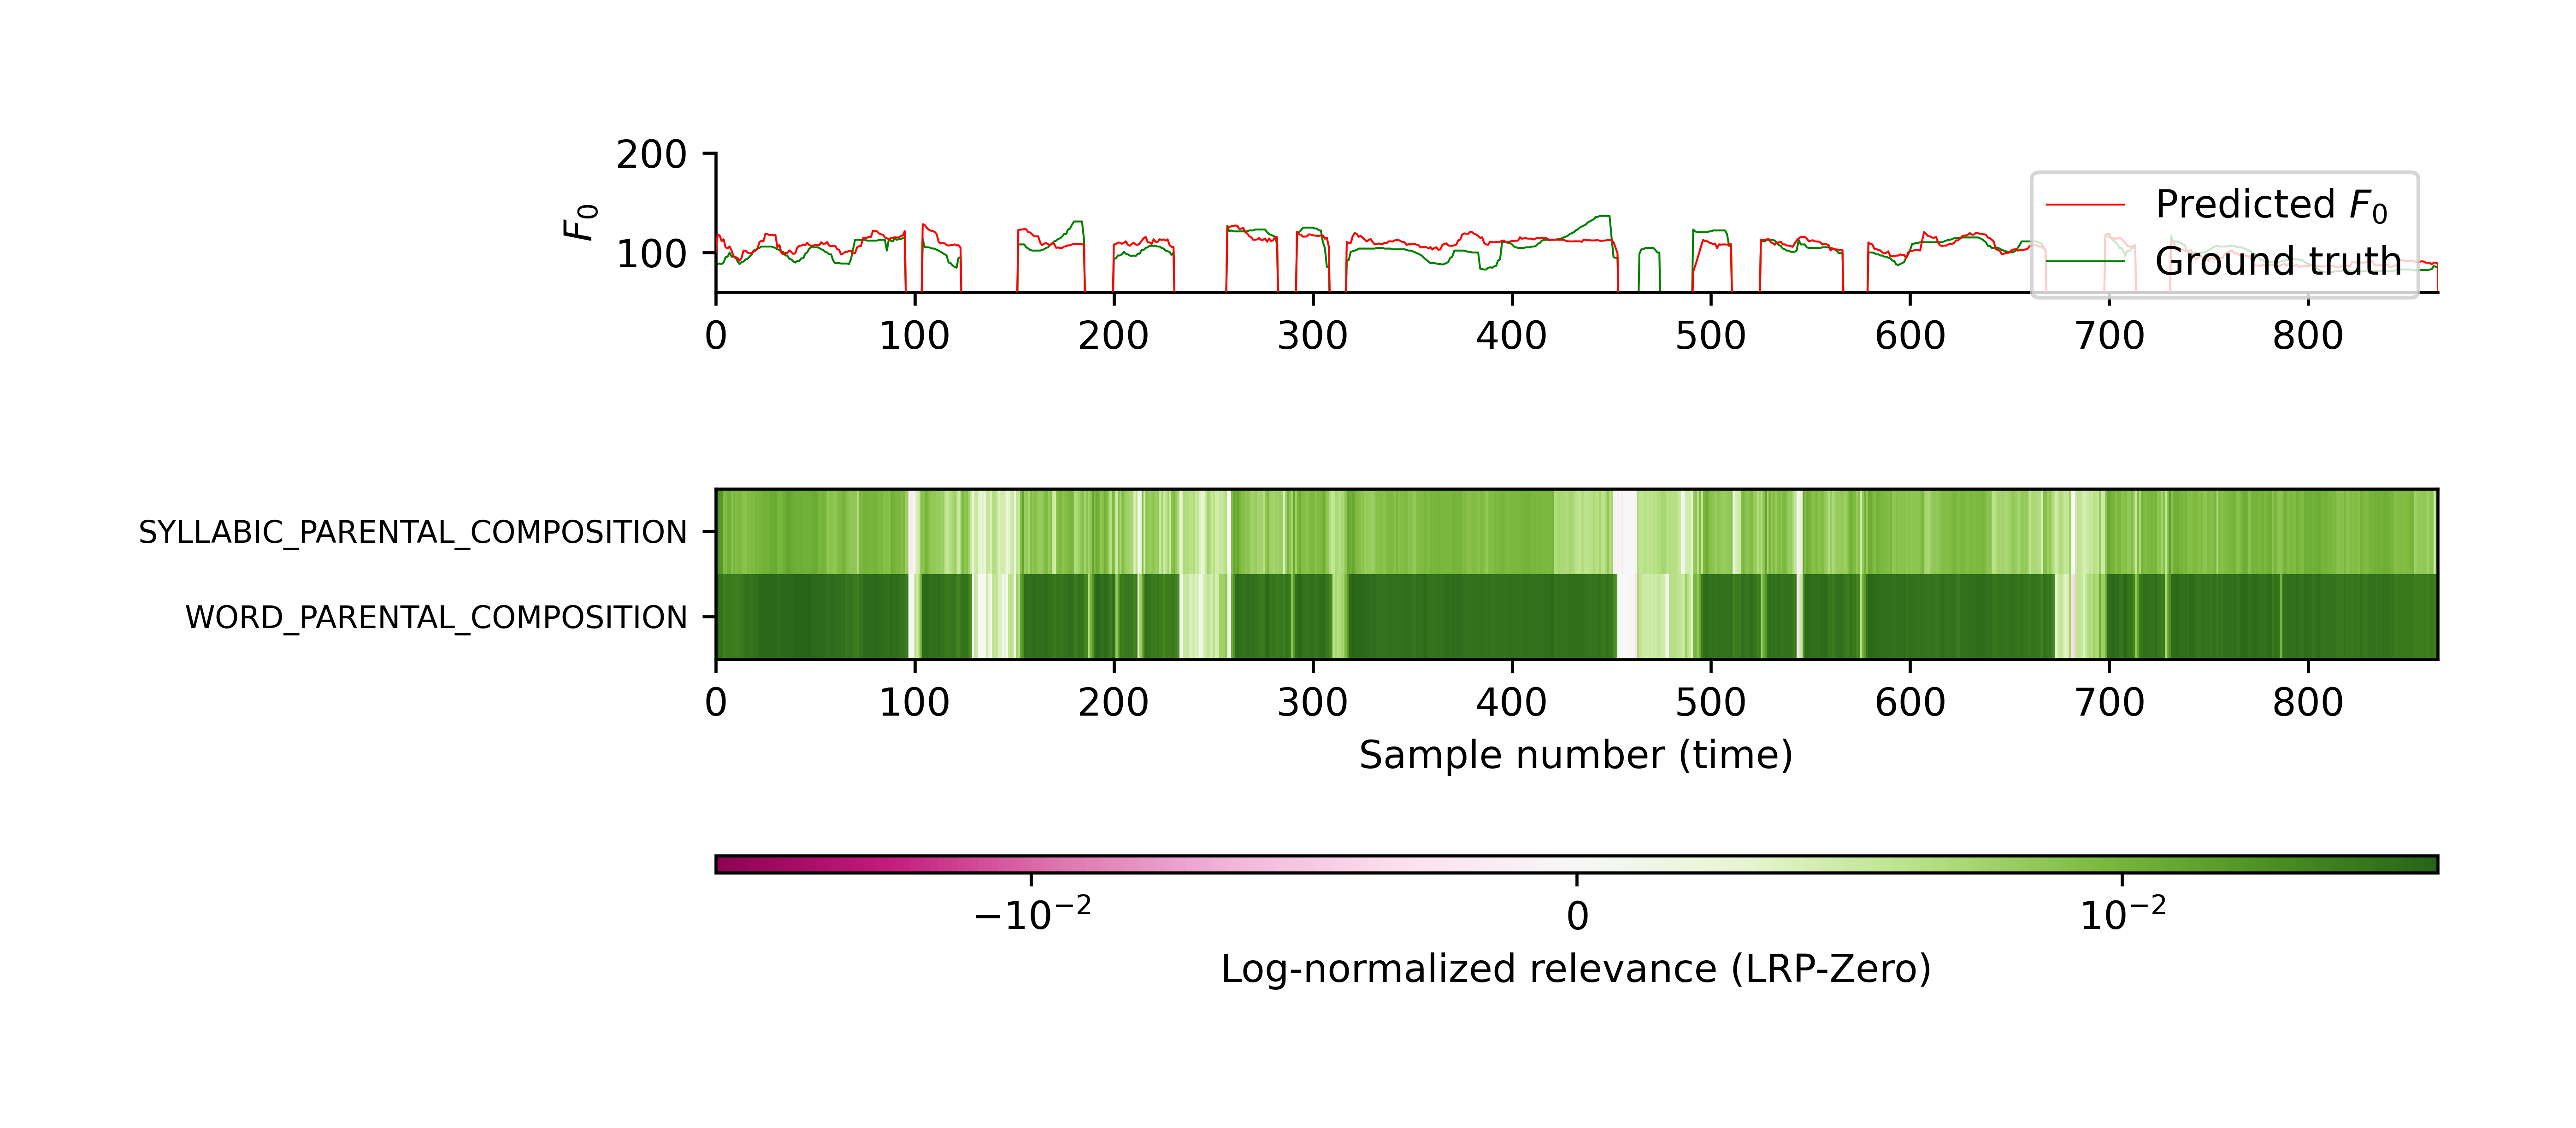 200
100
F₀
Predicted F₀
Ground truth
0 100 200 300 400 500 600 700 800
SYLLABIC_PARENTAL_COMPOSITION
WORD_PARENTAL_COMPOSITION
0 100 200 300 400 500 600 700 800
Sample number (time)
−10⁻² 0 10⁻²
Log-normalized relevance (LRP-Zero)